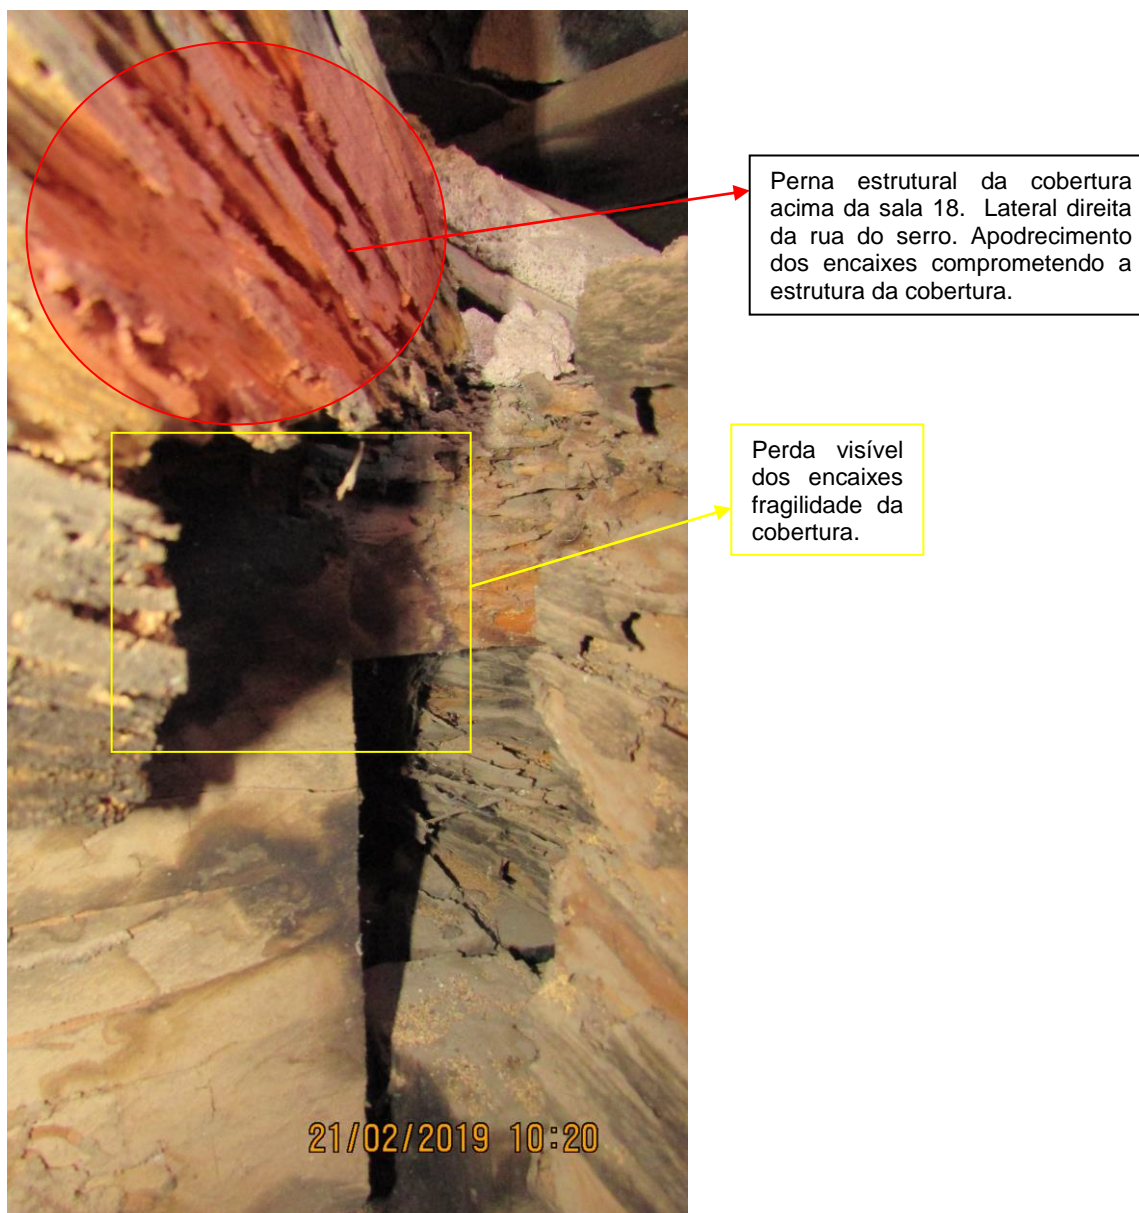 Perna estrutural da cobertura
acima da sala 18. Lateral direita
da rua do serro. Apodrecimento
dos encaixes comprometendo a
estrutura da cobertura.
Perda visível
dos encaixes
fragilidade da
cobertura.
21/02/2019 10:20